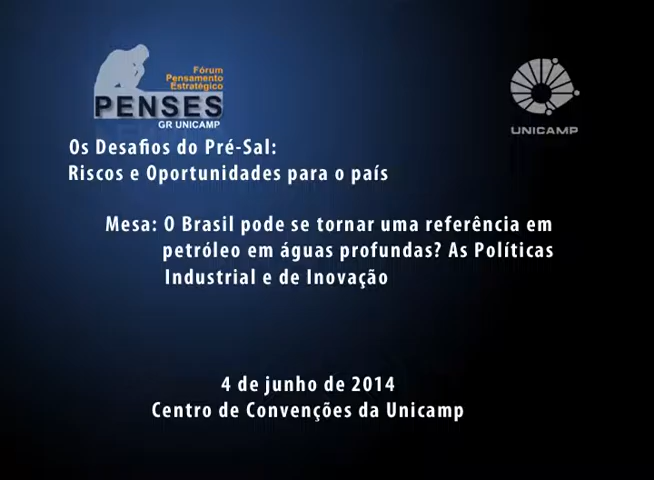 Fórum
Pensamento
Estratégico
PENSES
GR UNICAMP
UNICAMP
Os Desafios do Pré-Sal:
Riscos e Oportunidades para o país
Mesa: O Brasil pode se tornar uma referência em
petróleo em águas profundas? As Políticas
Industrial e de Inovação
4 de junho de 2014
Centro de Convenções da Unicamp